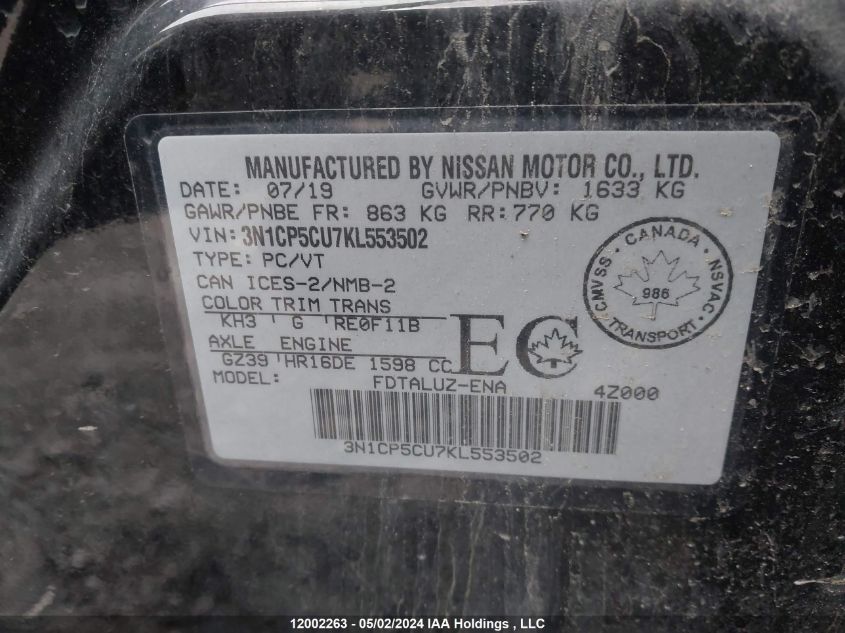 MANUFACTURED BY NISSAN MOTOR CO., LTD.
DATE: 07/19 GVWR/PNBV: 1633 KG
GAWR/PNBE FR: 863 KG RR: 770 KG
VIN: 3N1CP5CU7KL553502
TYPE: PC/VT
CAN ICES-2/NMB-2
COLOR TRIM TRANS
KH3 G RE0F11B
AXLE ENGINE
GZ39 HR16DE 1598 CC
MODEL: FDTALUZ-ENA 4Z000
EC
CMVSS · CANADA · NSVAC · TRANSPORT ·
986
3N1CP5CU7KL553502
12002263 - 05/02/2024 IAA Holdings , LLC